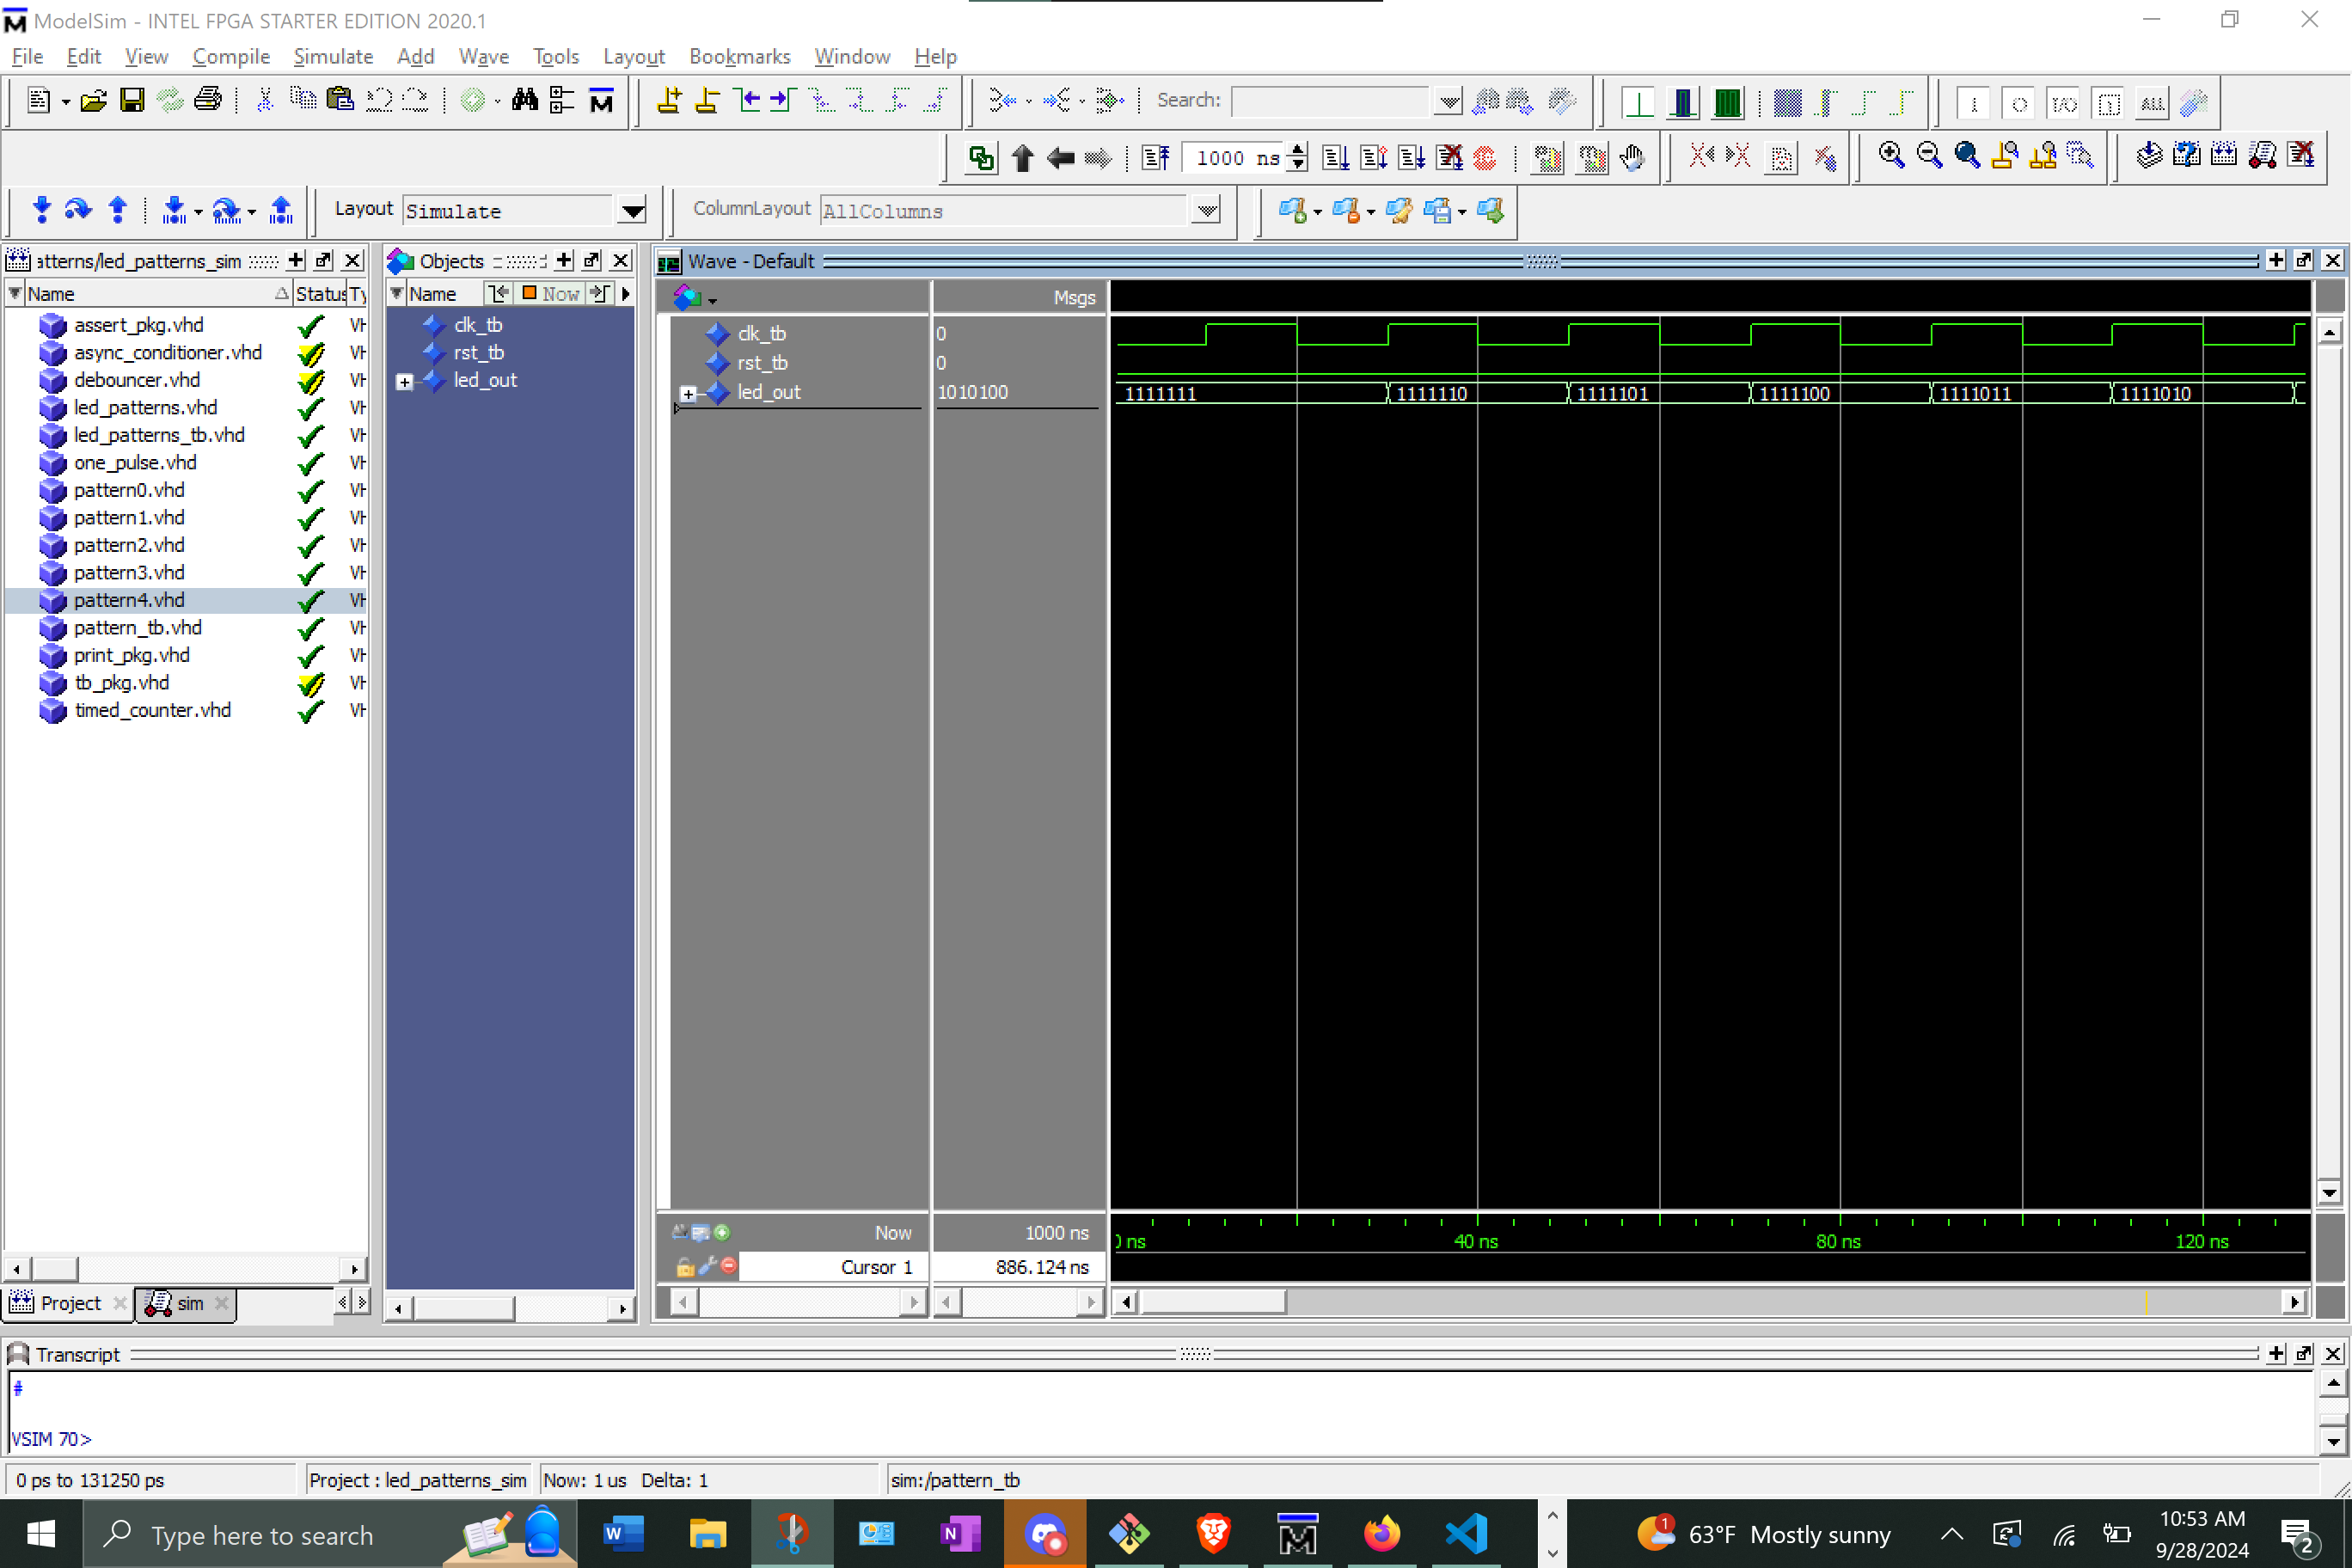 ModelSim - INTEL FPGA STARTER EDITION 2020.1
File Edit View Compile Simulate Add Wave Tools Layout Bookmarks Window Help
Search:
1000 ns
Layout Simulate ColumnLayout AllColumns
atterns/led_patterns_sim
Name Status Ty
assert_pkg.vhd VH
async_conditioner.vhd VH
debouncer.vhd VH
led_patterns.vhd VH
led_patterns_tb.vhd VH
one_pulse.vhd VH
pattern0.vhd VH
pattern1.vhd VH
pattern2.vhd VH
pattern3.vhd VH
pattern4.vhd VH
pattern_tb.vhd VH
print_pkg.vhd VH
tb_pkg.vhd VH
timed_counter.vhd VH
Project sim
Objects
Name Now
clk_tb
rst_tb
led_out
Wave - Default
Msgs
clk_tb 0
rst_tb 0
led_out 1010100 1111111 1111110 1111101 1111100 1111011 1111010
Now 1000 ns 0 ns 40 ns 80 ns 120 ns
Cursor 1 886.124 ns
Transcript
#
VSIM 70>
0 ps to 131250 ps Project : led_patterns_sim Now: 1 us Delta: 1 sim:/pattern_tb
Type here to search
63°F Mostly sunny
10:53 AM
9/28/2024
2